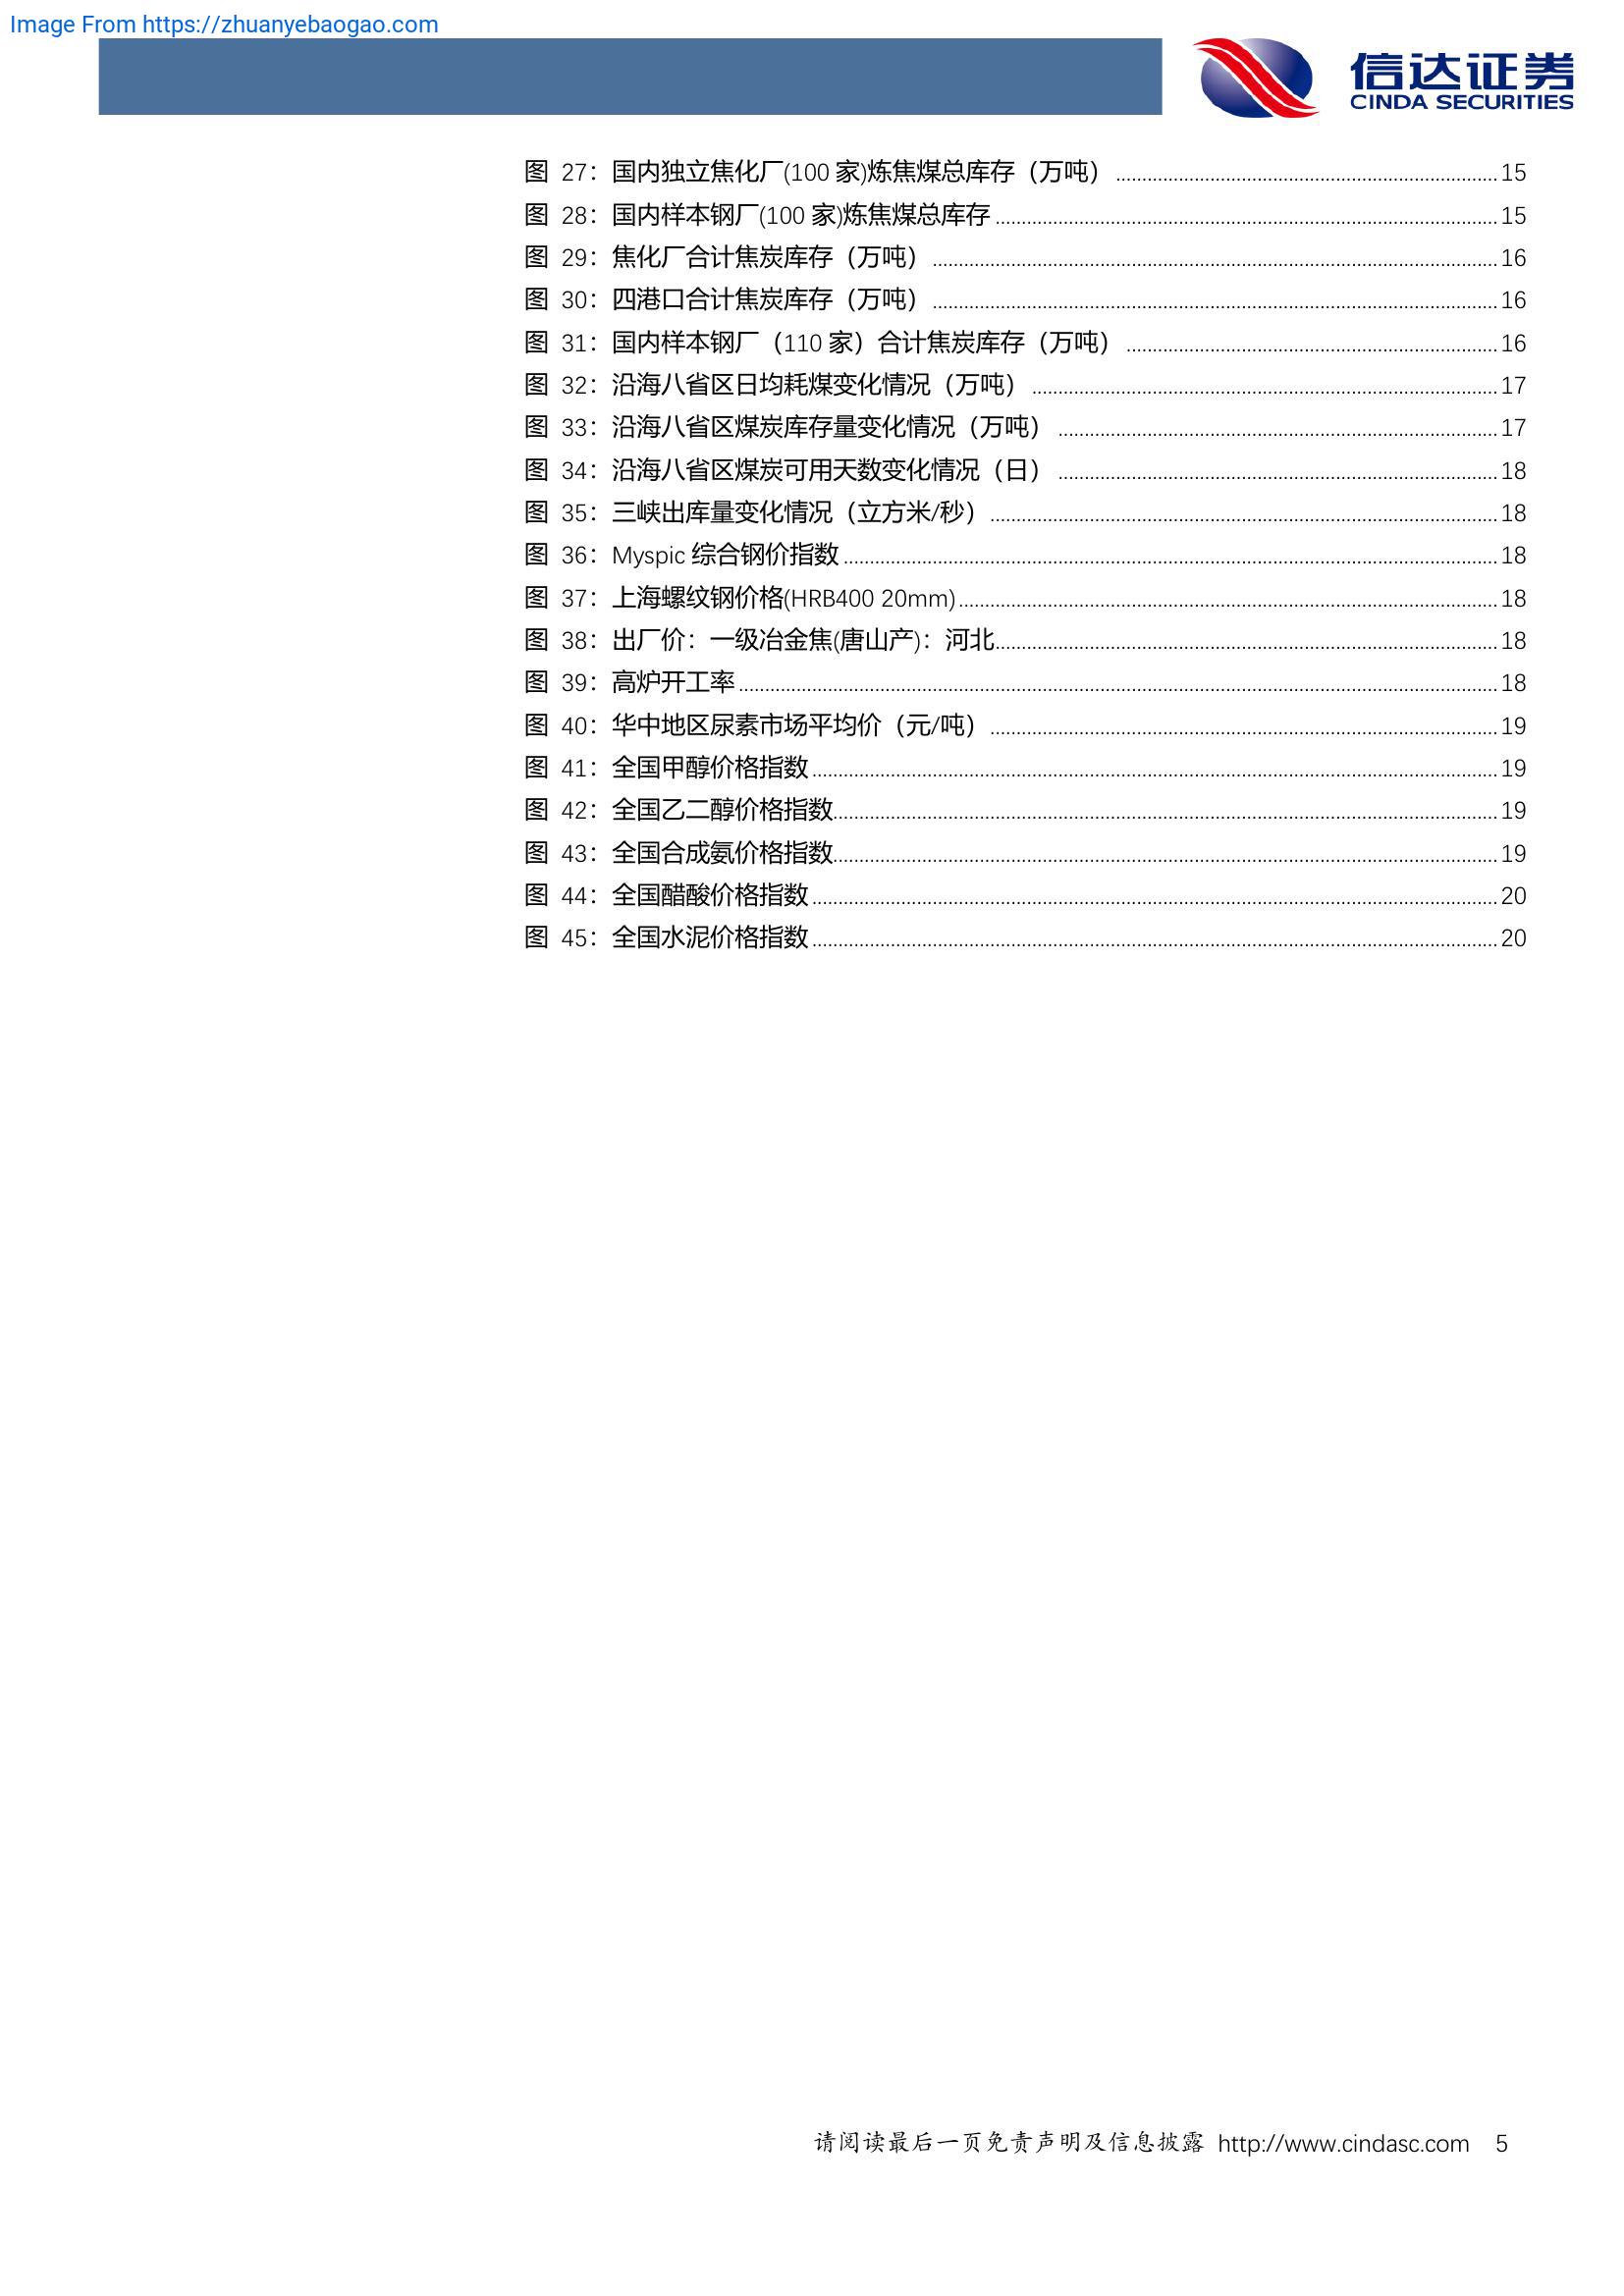 Image From https://zhuanyebaogao.com
信达证券
CINDA SECURITIES
图 27：国内独立焦化厂(100 家)炼焦煤总库存（万吨）........................15
图 28：国内样本钢厂(100 家)炼焦煤总库存........................15
图 29：焦化厂合计焦炭库存（万吨）........................16
图 30：四港口合计焦炭库存（万吨）........................16
图 31：国内样本钢厂（110 家）合计焦炭库存（万吨）........................16
图 32：沿海八省区日均耗煤变化情况（万吨）........................17
图 33：沿海八省区煤炭库存量变化情况（万吨）........................17
图 34：沿海八省区煤炭可用天数变化情况（日）........................18
图 35：三峡出库量变化情况（立方米/秒）........................18
图 36：Myspic 综合钢价指数........................18
图 37：上海螺纹钢价格(HRB400 20mm)........................18
图 38：出厂价：一级冶金焦(唐山产)：河北........................18
图 39：高炉开工率........................18
图 40：华中地区尿素市场平均价（元/吨）........................19
图 41：全国甲醇价格指数........................19
图 42：全国乙二醇价格指数........................19
图 43：全国合成氨价格指数........................19
图 44：全国醋酸价格指数........................20
图 45：全国水泥价格指数........................20
请阅读最后一页免责声明及信息披露 http://www.cindasc.com 5